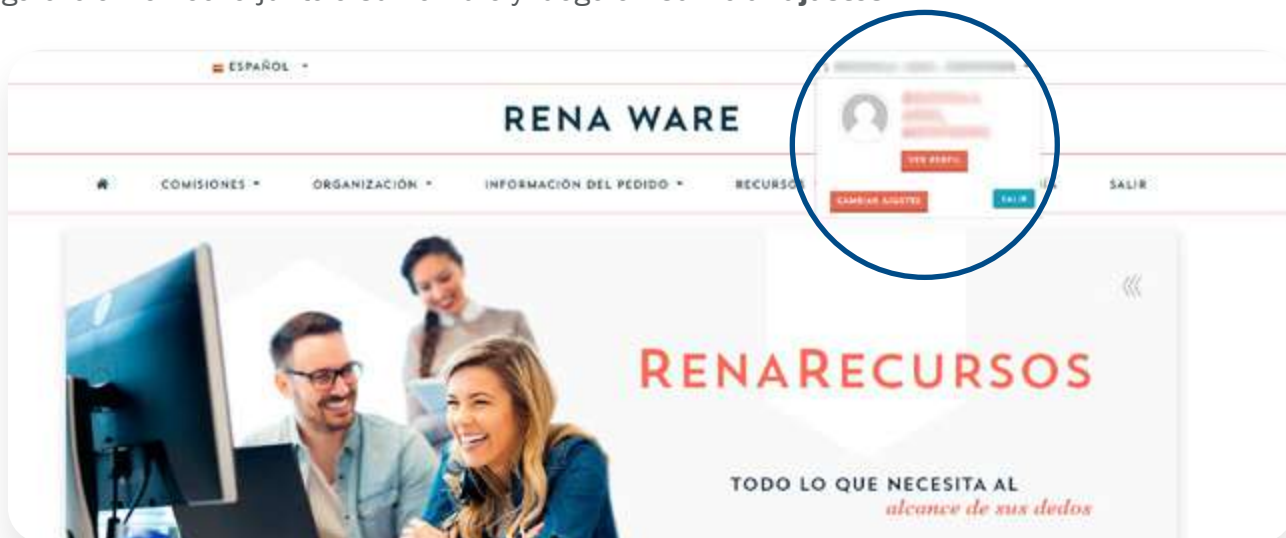 ESPAÑOL
RENA WARE
VER PERFIL
COMISIONES
ORGANIZACIÓN
INFORMACIÓN DEL PEDIDO
RECURSOS
SALIR
CAMBIAR AJUSTES
SALIR
RENARECURSOS
TODO LO QUE NECESITA AL
alcance de sus dedos